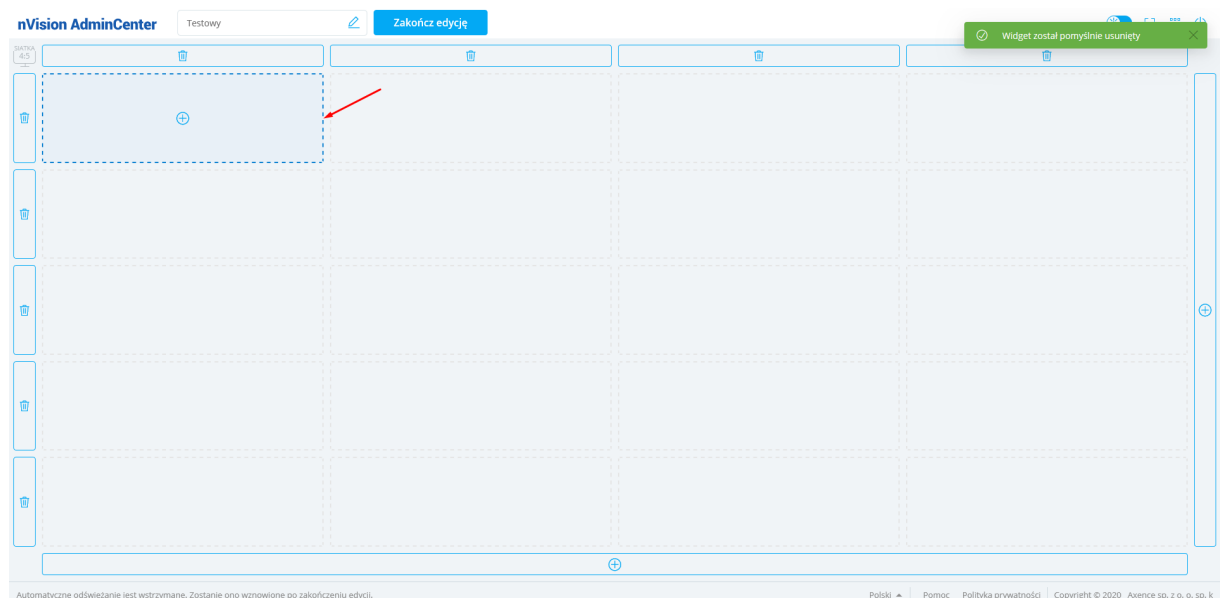 nVision AdminCenter
Testowy
Zakończ edycję
Widget został pomyślnie usunięty
SIATKA
4:5
Automatyczne odświeżanie jest wstrzymane. Zostanie ono wznowione po zakończeniu edycji.
Polski
Pomoc
Polityka prywatności
Copyright © 2020 Axence sp. z o. o. sp. k